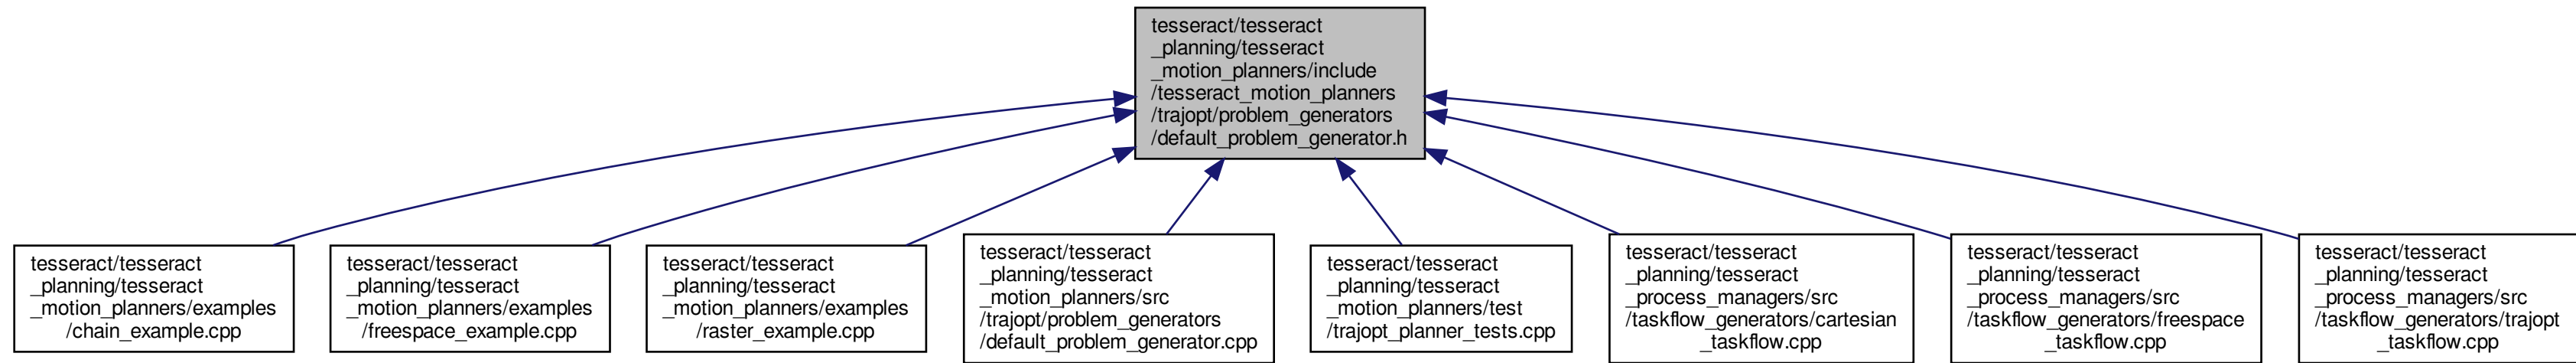 tesseract/tesseract
_planning/tesseract
_motion_planners/include
/tesseract_motion_planners
/trajopt/problem_generators
/default_problem_generator.h
tesseract/tesseract
_planning/tesseract
_motion_planners/examples
/chain_example.cpp
tesseract/tesseract
_planning/tesseract
_motion_planners/examples
/freespace_example.cpp
tesseract/tesseract
_planning/tesseract
_motion_planners/examples
/raster_example.cpp
tesseract/tesseract
_planning/tesseract
_motion_planners/src
/trajopt/problem_generators
/default_problem_generator.cpp
tesseract/tesseract
_planning/tesseract
_motion_planners/test
/trajopt_planner_tests.cpp
tesseract/tesseract
_planning/tesseract
_process_managers/src
/taskflow_generators/cartesian
_taskflow.cpp
tesseract/tesseract
_planning/tesseract
_process_managers/src
/taskflow_generators/freespace
_taskflow.cpp
tesseract/tesseract
_planning/tesseract
_process_managers/src
/taskflow_generators/trajopt
_taskflow.cpp